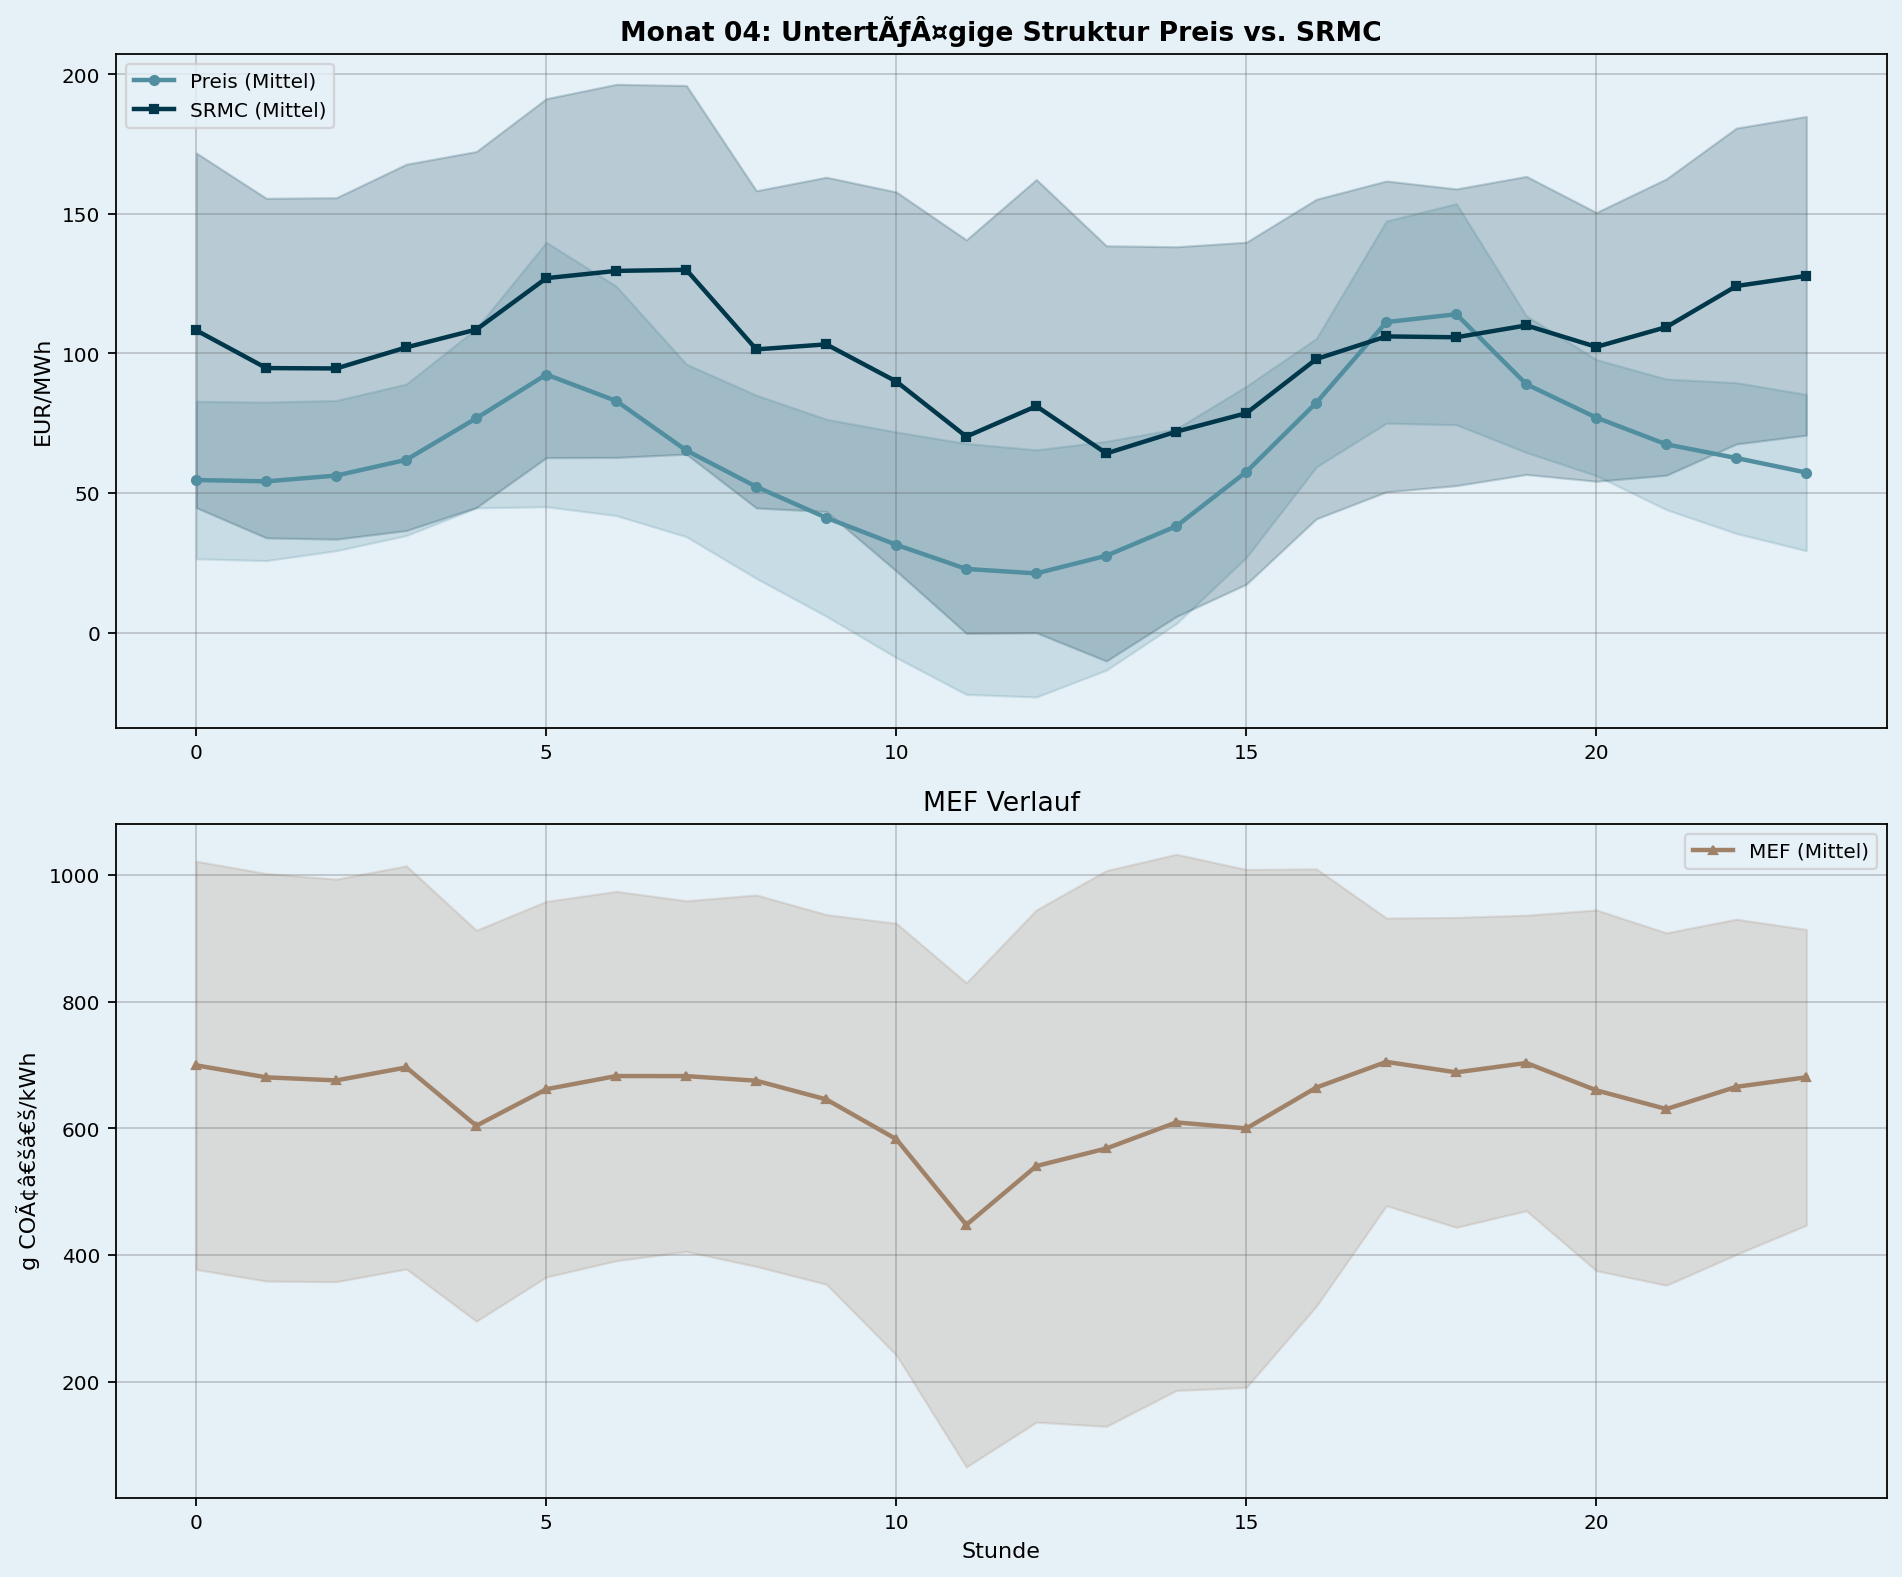 Monat 04: UntertÃƒÂ¤gige Struktur Preis vs. SRMC
Preis (Mittel)
SRMC (Mittel)
EUR/MWh
200
150
100
50
0
0
5
10
15
20
MEF Verlauf
MEF (Mittel)
g COÃ¢â€šâ€š/kWh
1000
800
600
400
200
0
5
10
15
20
Stunde